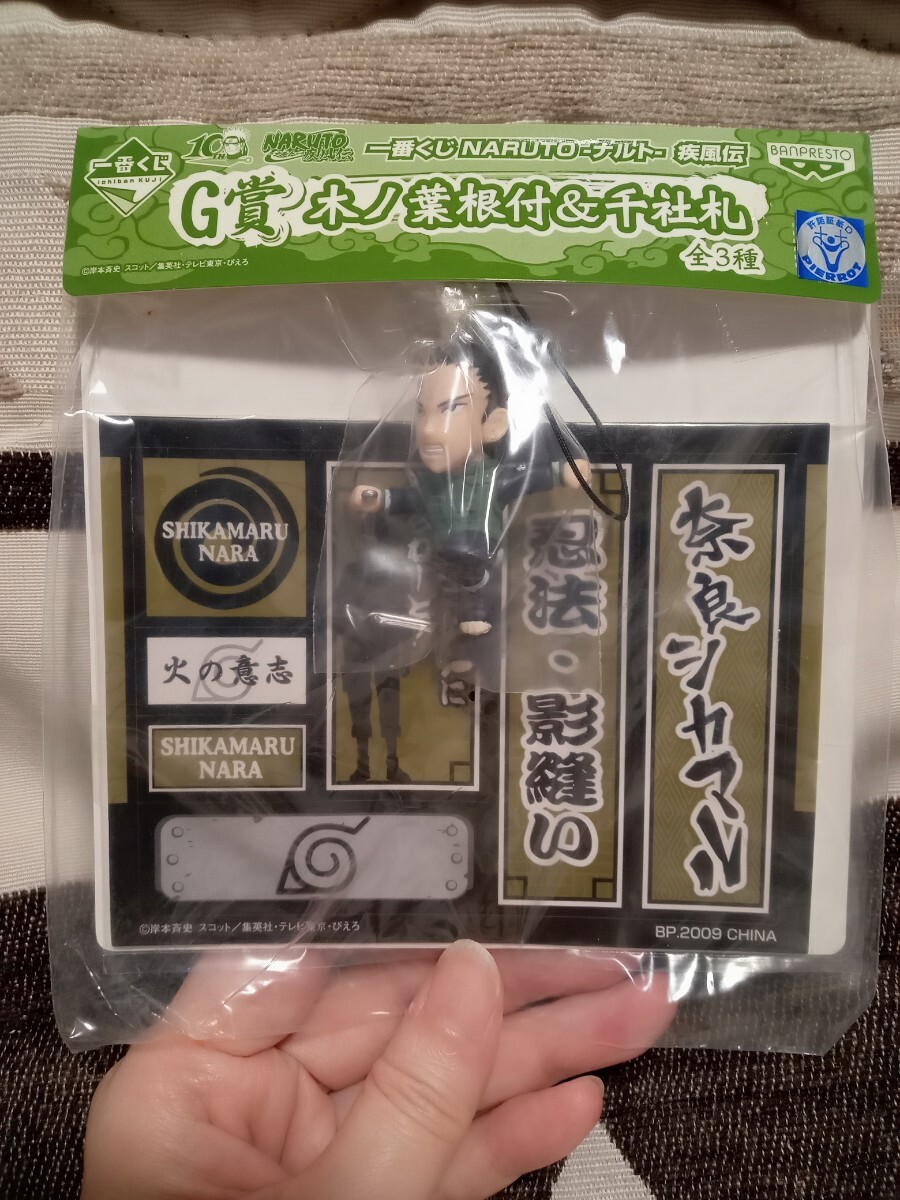 一番くじ
Ichiban KUJI
10TH
NARUTO
疾風伝
一番くじ NARUTO-ナルト- 疾風伝
BANPRESTO
G賞 木ノ葉根付&千社札
全3種
©岸本斉史 スコット/集英社・テレビ東京・ぴえろ
許諾証紙
PIERROT
SHIKAMARU
NARA
火の意志
SHIKAMARU
NARA
忍法・影縫い
奈良シカマル
©岸本斉史 スコット/集英社・テレビ東京・ぴえろ
BP.2009 CHINA